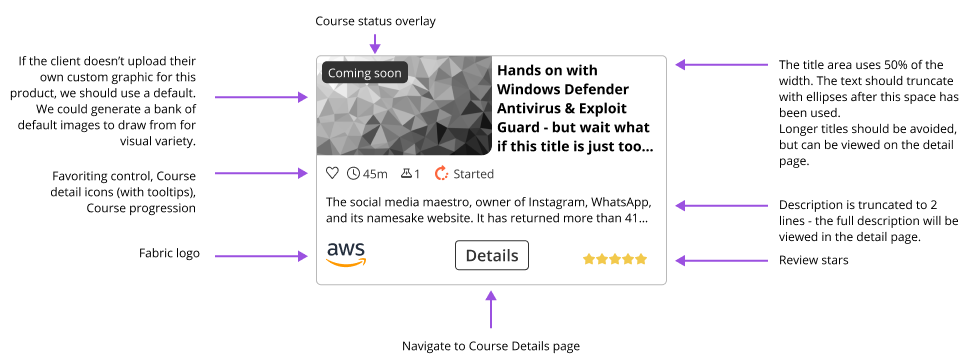 Course status overlay
If the client doesn’t upload their
own custom graphic for this
product, we should use a default.
We could generate a bank of
default images to draw from for
visual variety.
Coming soon
Hands on with
Windows Defender
Antivirus & Exploit
Guard - but wait what
if this title is just too...
The title area uses 50% of the
width. The text should truncate
with ellipses after this space has
been used.
Longer titles should be avoided,
but can be viewed on the detail
page.
Favoriting control, Course
detail icons (with tooltips),
Course progression
45m
1
Started
The social media maestro, owner of Instagram, WhatsApp,
and its namesake website. It has returned more than 41...
Description is truncated to 2
lines - the full description will be
viewed in the detail page.
Fabric logo
aws
Details
Review stars
Navigate to Course Details page